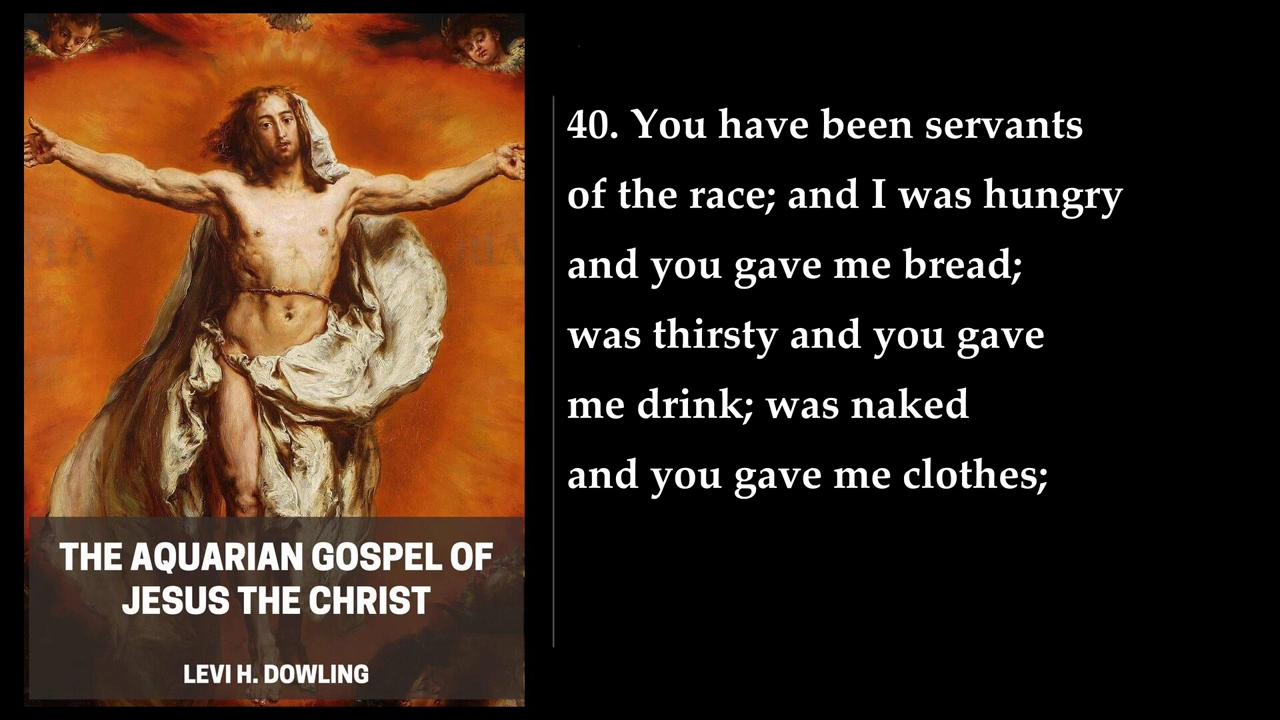 THE AQUARIAN GOSPEL OF
JESUS THE CHRIST
LEVI H. DOWLING
40. You have been servants
of the race; and I was hungry
and you gave me bread;
was thirsty and you gave
me drink; was naked
and you gave me clothes;